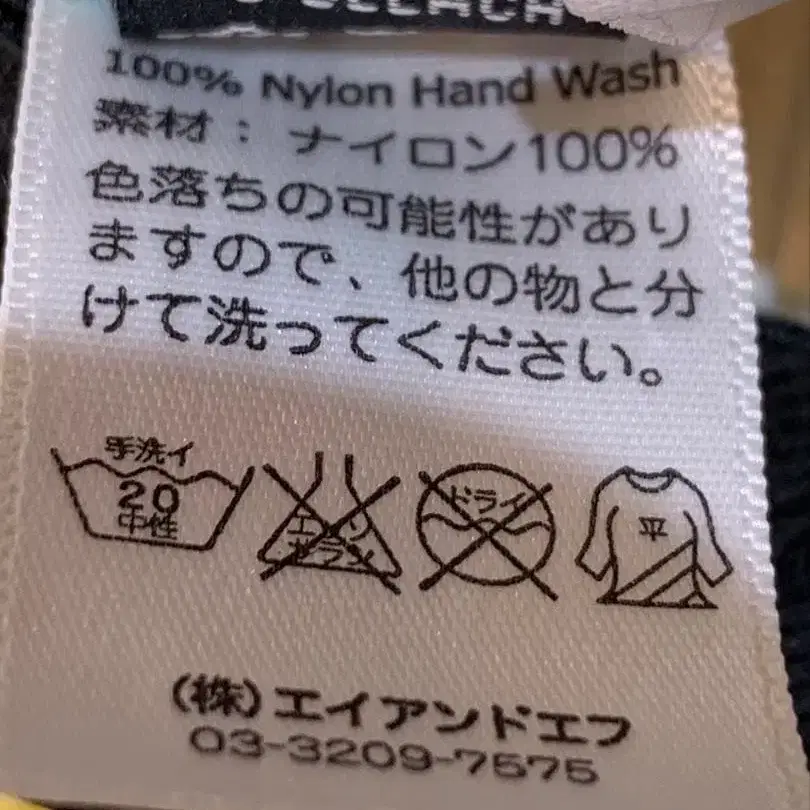 BLEACH
100% Nylon Hand Wash
素材：ナイロン100%
色落ちの可能性があり
ますので、他の物と分
けて洗ってください。
手洗イ
20
中性
エンソ
サラシ
ドライ
平
(株)エイアンドエフ
03-3209-7575